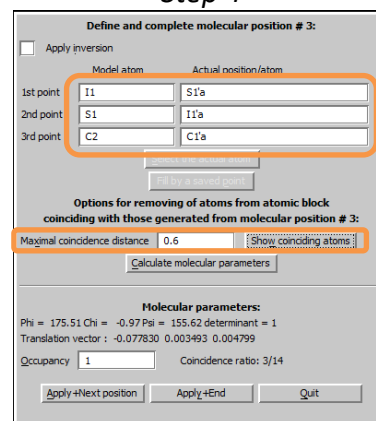 Define and complete molecular position # 3:
Apply inversion
Model atom Actual position/atom
1st point I1 S1'a
2nd point S1 I1'a
3rd point C2 C1'a
Select the actual atom
Fill by a saved point
Options for removing of atoms from atomic block
coinciding with those generated from molecular position # 3:
Maximal coincidence distance 0.6 Show coinciding atoms
Calculate molecular parameters
Molecular parameters:
Phi = 175.51 Chi = -0.97 Psi = 155.62 determinant = 1
Translation vector : -0.077830 0.003493 0.004799
Occupancy 1 Coincidence ratio: 3/14
Apply+Next position Apply+End Quit